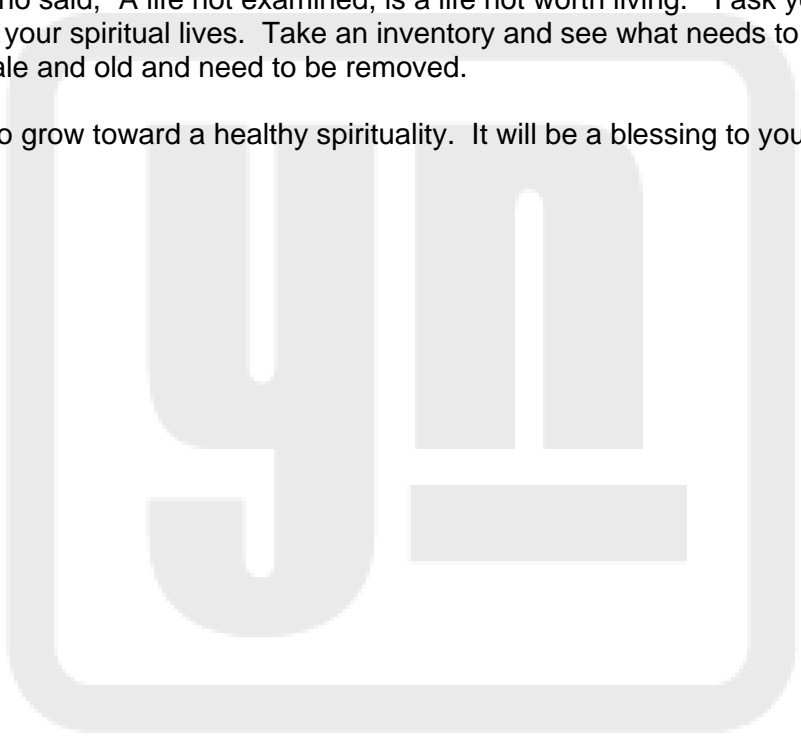 no said, "A life not examined, is a life not worth living." I ask yo
your spiritual lives. Take an inventory and see what needs to
ale and old and need to be removed.
o grow toward a healthy spirituality. It will be a blessing to you
yn